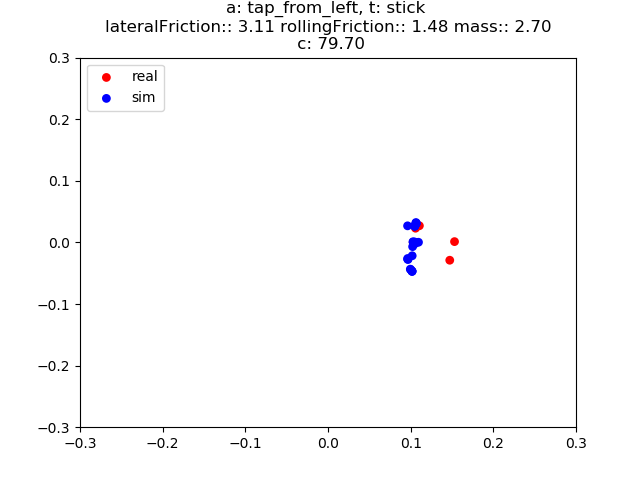 a: tap_from_left, t: stick
lateralFriction:: 3.11 rollingFriction:: 1.48 mass:: 2.70
c: 79.70
real
sim
0.3
0.2
0.1
0.0
−0.1
−0.2
−0.3
−0.3
−0.2
−0.1
0.0
0.1
0.2
0.3